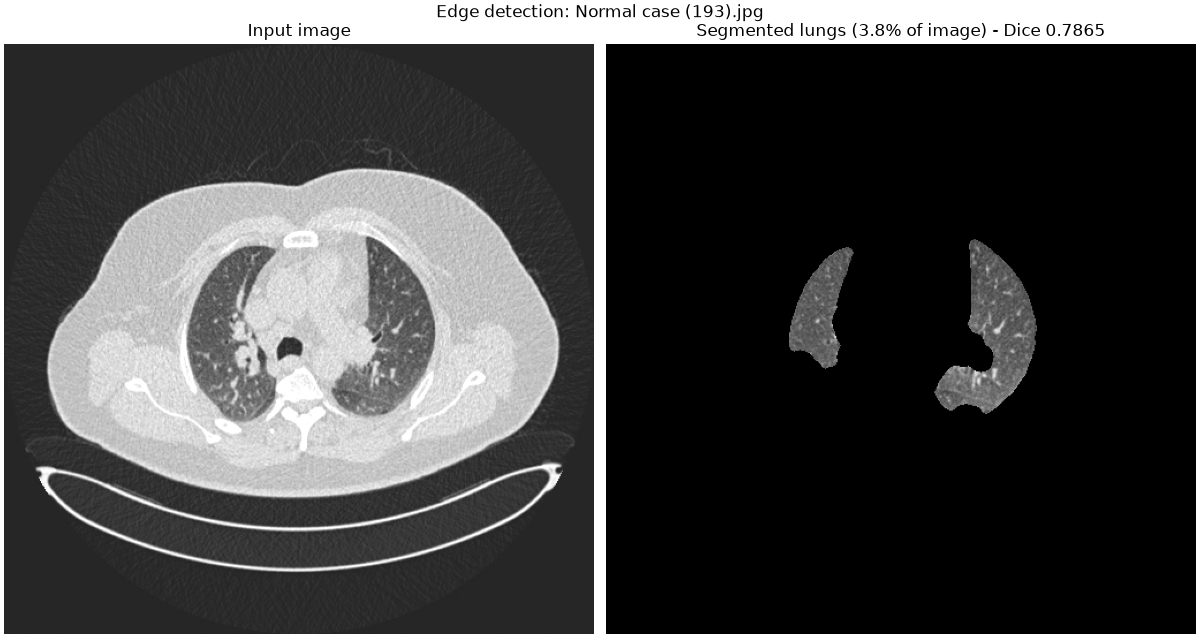 Edge detection: Normal case (193).jpg
Input image
Segmented lungs (3.8% of image) - Dice 0.7865